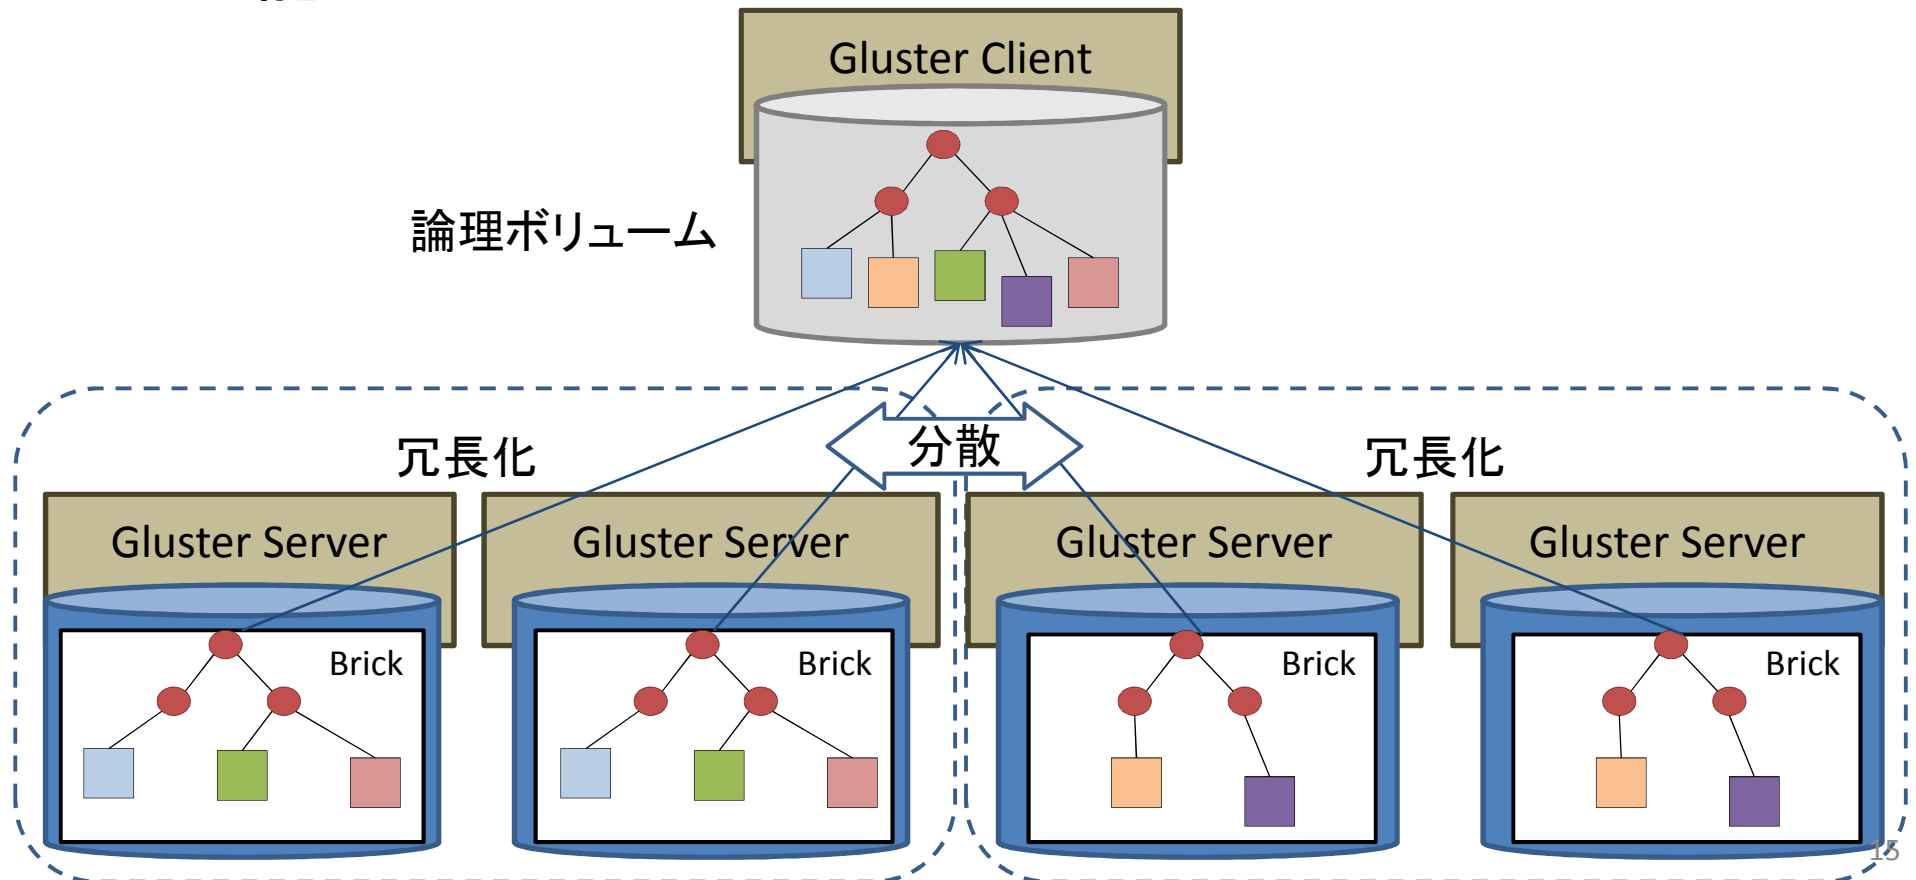 Gluster Client
論理ボリューム
分散
冗長化
冗長化
Gluster Server
Gluster Server
Gluster Server
Gluster Server
Brick
Brick
Brick
Brick
15